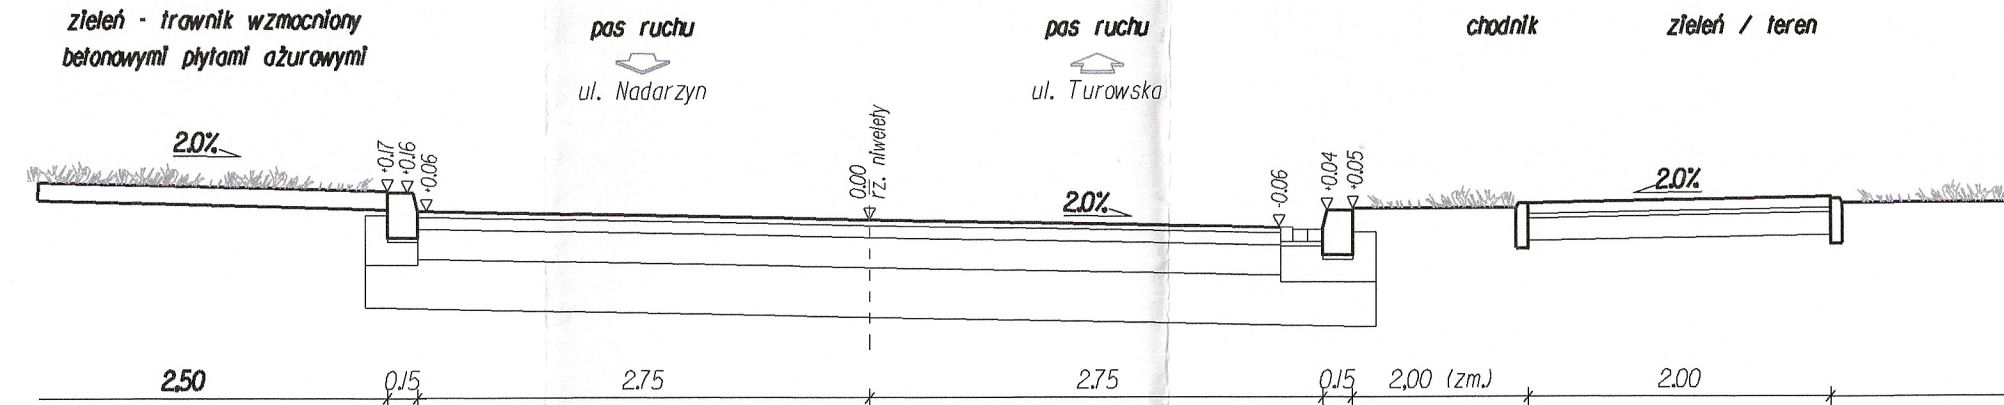 zieleń - trawnik wzmocniony
betonowymi płytami ażurowymi
pas ruchu
ul. Nadarzyn
pas ruchu
ul. Turowska
chodnik
zieleń / teren
2.0%
+0.17
+0.16
+0.06
0.00
rz. niwelety
2.0%
-0.06
+0.04
+0.05
2.0%
2.50
0.15
2.75
2.75
0.15
2,00 (zm.)
2.00